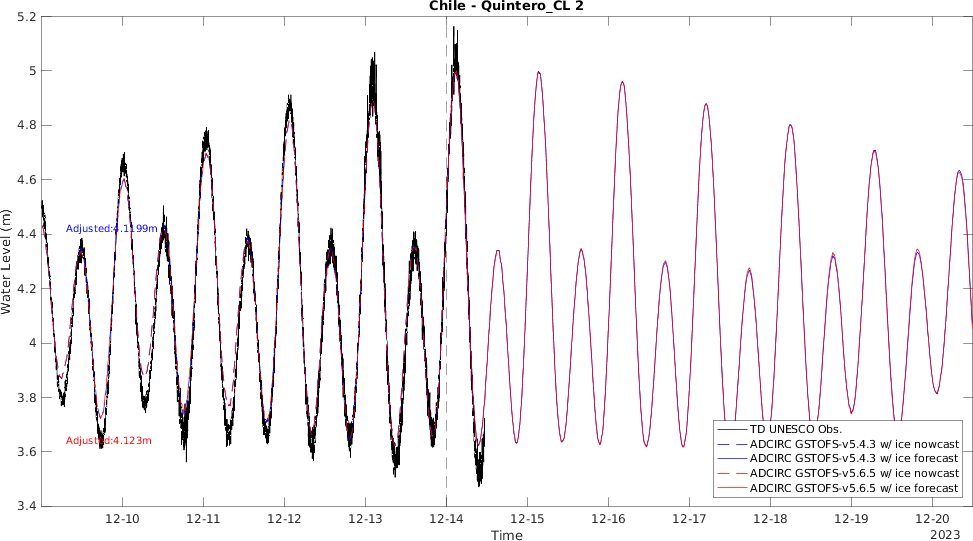 Chile - Quintero_CL 2
5.2
5
4.8
4.6
4.4
4.2
4
3.8
3.6
3.4
Water Level (m)
Adjusted:4.1199m
Adjusted:4.123m
TD UNESCO Obs.
ADCIRC GSTOFS-v5.4.3 w/ ice nowcast
ADCIRC GSTOFS-v5.4.3 w/ ice forecast
ADCIRC GSTOFS-v5.6.5 w/ ice nowcast
ADCIRC GSTOFS-v5.6.5 w/ ice forecast
12-10 12-11 12-12 12-13 12-14 12-15 12-16 12-17 12-18 12-19 12-20
Time
2023